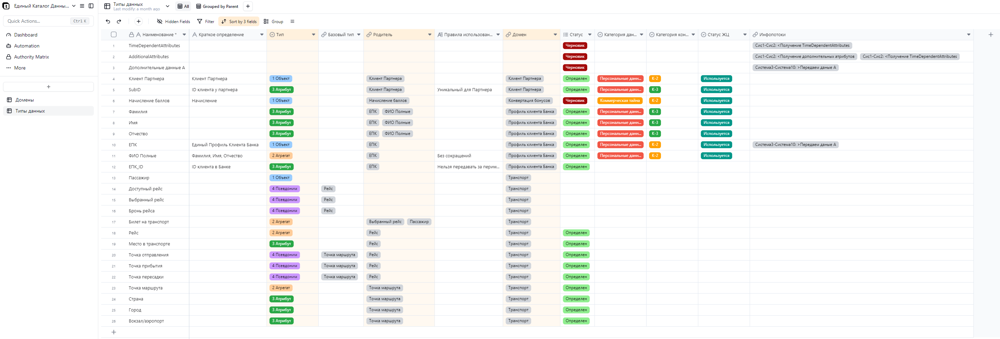 Единый Каталог Данны...
Типы данных
Last modify: a month ago
All
Grouped by Parent
Quick Actions...
Ctrl K
Hidden Fields
Filter
Sort by 3 fields
Group
Dashboard
Automation
Authority Matrix
More
Домены
Типы данных
Наименование * Краткое определение Тип Базовый тип Родитель Правила использован... Домен Статус Категория дан... Категория кон... Статус ЖЦ Инфопотоки
1 TimeDependentAttributes Черновик Сис1-Сис2: <Получение TimeDependentAttributes
2 AdditionalAttributes Черновик Сис1-Сис2: <Получение дополнительных атрибутов Сис1-Сис2: <Получение TimeDependentAttributes
3 Дополнительные данные А Черновик Система3-Система10: >Передаем даные А
4 Клиент Партнера Клиент Партнера 1 Объект Клиент Партнера Клиент Партнера Определен Персональные данн... К-2 Используется
5 SubID ID клиента у партнера 3 Атрибут Клиент Партнера Уникальный для Партнера Клиент Партнера Определен Персональные данн... К-3 Используется
6 Начисление баллов Начисление 1 Объект Начисление баллов Конвертация бонусов Черновик Коммерческая тайна К-2 Используется
7 Фамилия 3 Атрибут ЕПК ФИО Полные Профиль клиента Банка Определен Персональные данн... К-3 Используется
8 Имя 3 Атрибут ЕПК ФИО Полные Профиль клиента Банка Определен Персональные данн... К-3 Используется
9 Отчество 3 Атрибут ЕПК ФИО Полные Профиль клиента Банка Определен Персональные данн... К-3 Используется
10 ЕПК Единый Профиль Клиента Банка 1 Объект ЕПК Профиль клиента Банка Определен Персональные данн... К-2 Используется Система3-Система10: >Передаем даные А
11 ФИО Полные Фамилия, Имя, Отчество 2 Агрегат ЕПК Без сокращений Профиль клиента Банка Определен Персональные данн... К-2 Используется
12 ЕПК_ID ID клиента в Банке 3 Атрибут ЕПК Нельзя передавать за перим... Профиль клиента Банка Определен
13 Пассажир 1 Объект Транспорт
14 Доступный рейс 4 Псевдоним Рейс Транспорт
15 Выбранный рейс 4 Псевдоним Рейс Транспорт
16 Бронь рейса 4 Псевдоним Рейс Транспорт
17 Билет на транспорт 2 Агрегат Выбранный рейс Пассажир Транспорт
18 Рейс 2 Агрегат Рейс Транспорт Определен
19 Место в транспорте 3 Атрибут Рейс Транспорт Определен
20 Точка отправления 4 Псевдоним Точка маршрута Рейс Транспорт Определен
21 Точка прибытия 4 Псевдоним Точка маршрута Рейс Транспорт Определен
22 Точка пересадки 4 Псевдоним Точка маршрута Рейс Транспорт Определен
23 Точка маршрута 2 Агрегат Точка маршрута Транспорт Определен
24 Страна 3 Атрибут Точка маршрута Транспорт Определен
25 Город 3 Атрибут Точка маршрута Транспорт Определен
26 Вокзал/аэропорт 3 Атрибут Точка маршрута Транспорт Определен